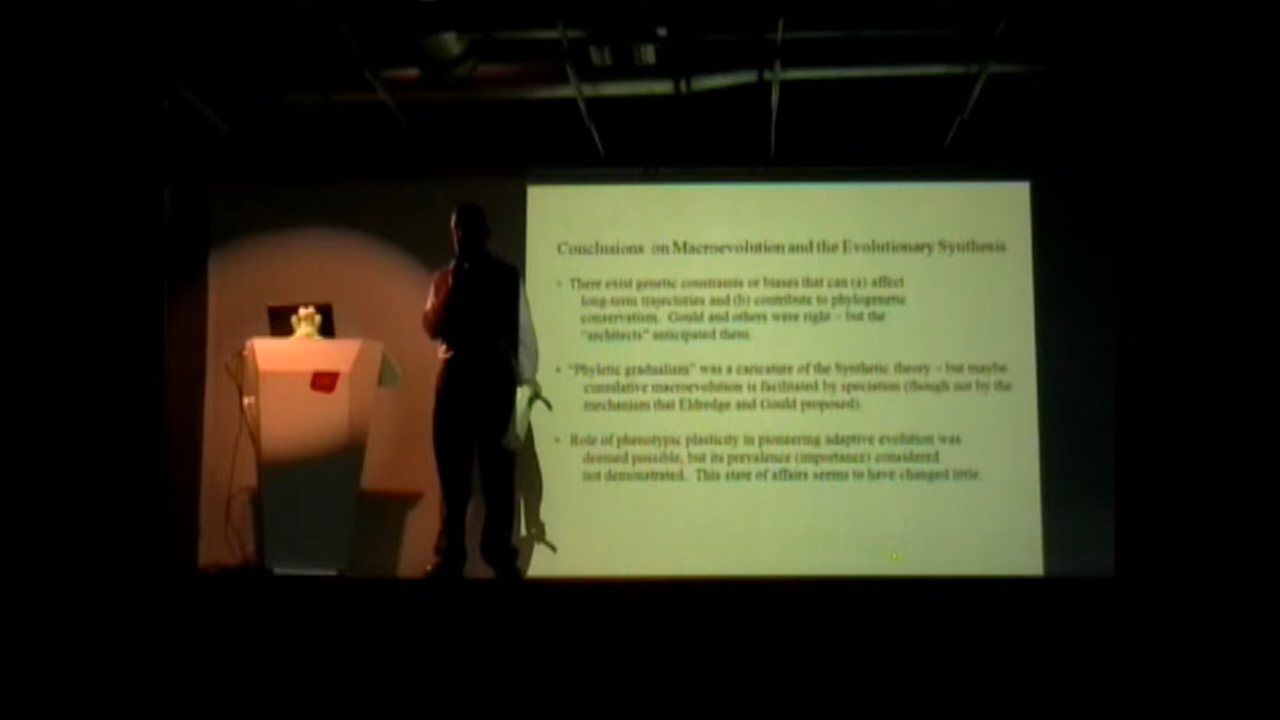 Conclusions on Macroevolution and the Evolutionary Synthesis
• There exist genetic constraints or biases that can (a) affect
long-term trajectories and (b) contribute to phylogenetic
conservatism. Gould and others were right – but the
"architects" anticipated them.
• "Phyletic gradualism" was a caricature of the Synthetic theory – but maybe
cumulative macroevolution is facilitated by speciation (though not by the
mechanism that Eldredge and Gould proposed).
• Role of phenotypic plasticity in pioneering adaptive evolution was
deemed possible, but its prevalence (importance) considered
not demonstrated. This state of affairs seems to have changed little.